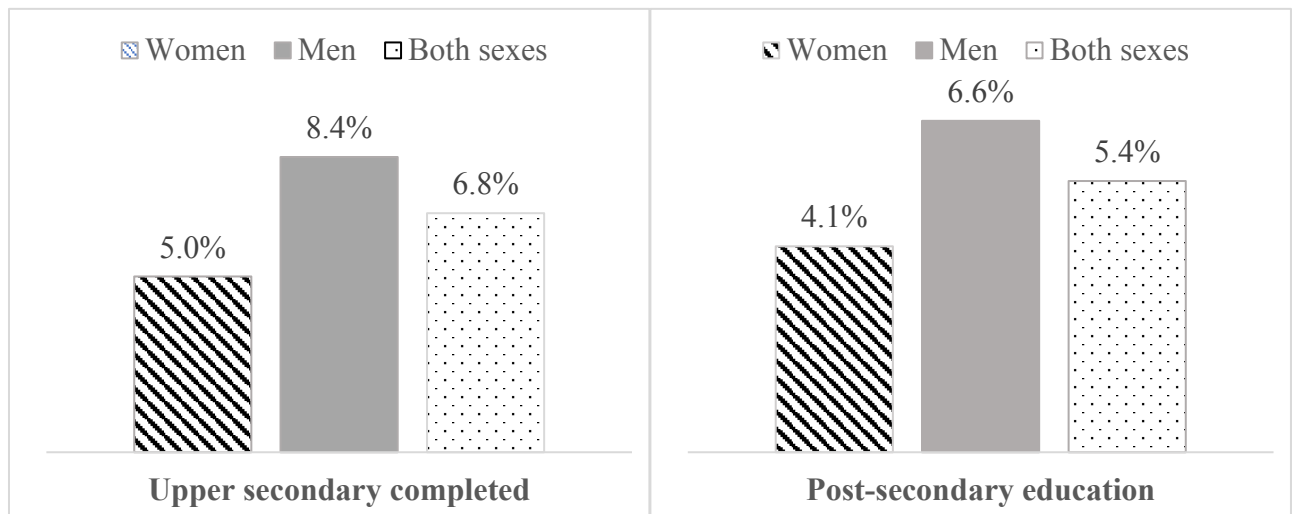 Women Men Both sexes
8.4%
6.8%
5.0%
Upper secondary completed
Women Men Both sexes
6.6%
5.4%
4.1%
Post-secondary education